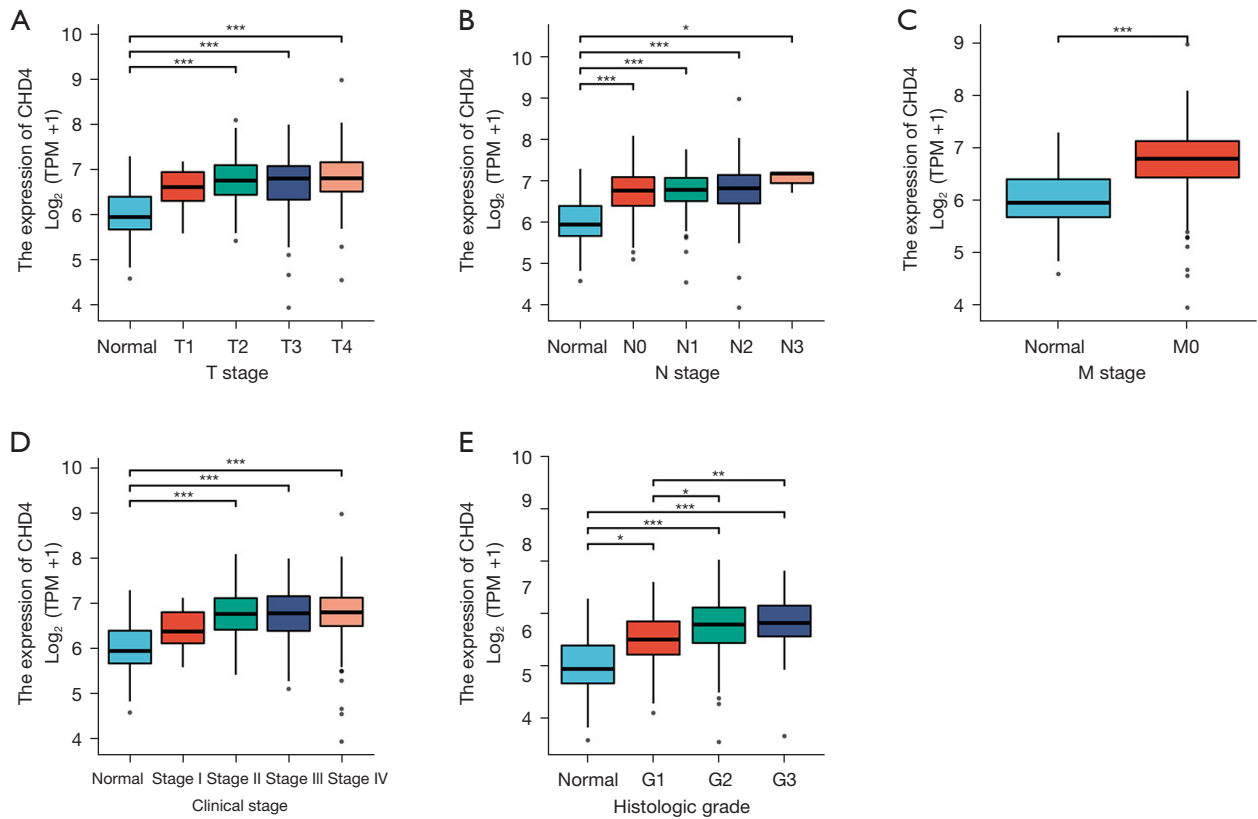 A
The expression of CHD4
Log₂ (TPM +1)
10
9
8
7
6
5
4
***
***
***
Normal T1 T2 T3 T4
T stage
B
The expression of CHD4
Log₂ (TPM +1)
10
9
8
7
6
5
4
*
***
***
***
Normal N0 N1 N2 N3
N stage
C
The expression of CHD4
Log₂ (TPM +1)
9
8
7
6
5
4
***
Normal M0
M stage
D
The expression of CHD4
Log₂ (TPM +1)
10
9
8
7
6
5
4
***
***
***
Normal Stage I Stage II Stage III Stage IV
Clinical stage
E
The expression of CHD4
Log₂ (TPM +1)
10
9
8
7
6
5
4
**
*
***
***
*
Normal G1 G2 G3
Histologic grade